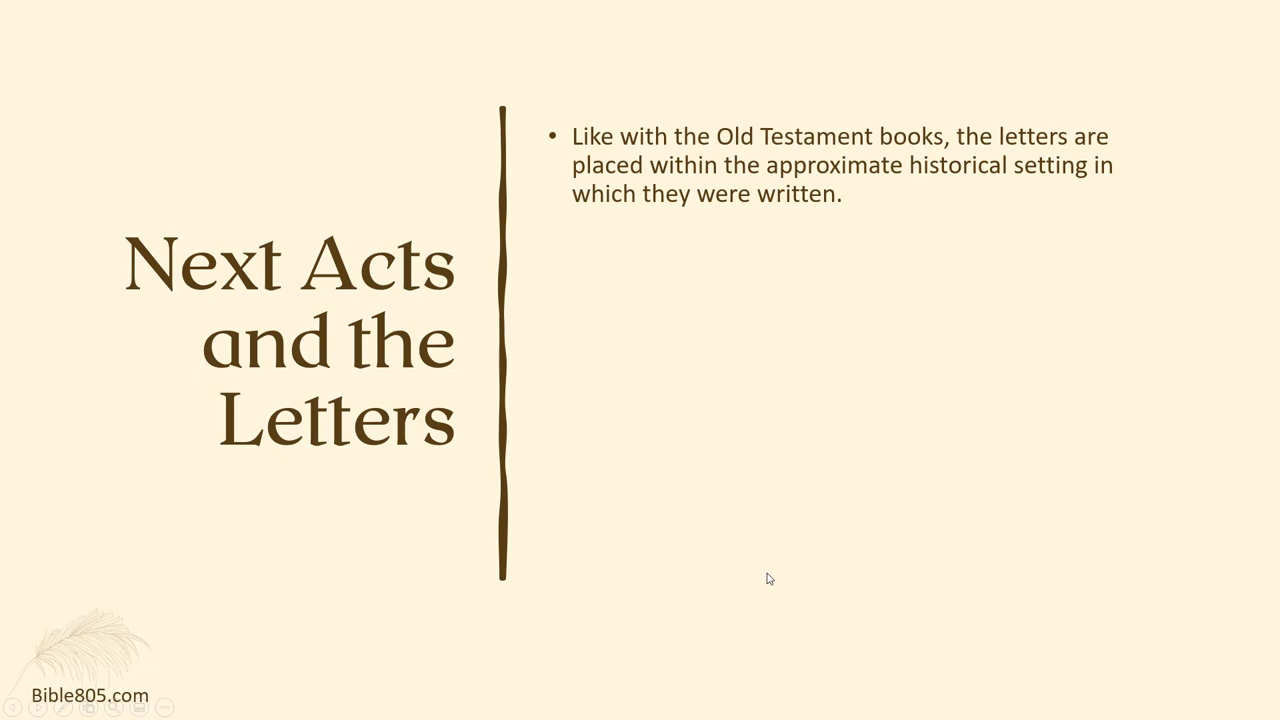 Next Acts
and the
Letters
• Like with the Old Testament books, the letters are
placed within the approximate historical setting in
which they were written.
Bible805.com